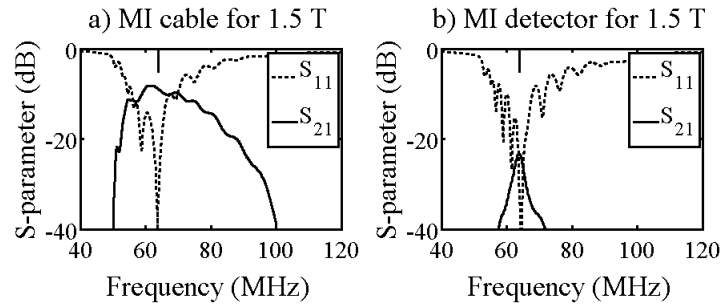 a) MI cable for 1.5 T
S-parameter (dB)
0
-20
-40
S11
S21
40 60 80 100 120
Frequency (MHz)
b) MI detector for 1.5 T
S-parameter (dB)
0
-20
-40
S11
S21
40 60 80 100 120
Frequency (MHz)